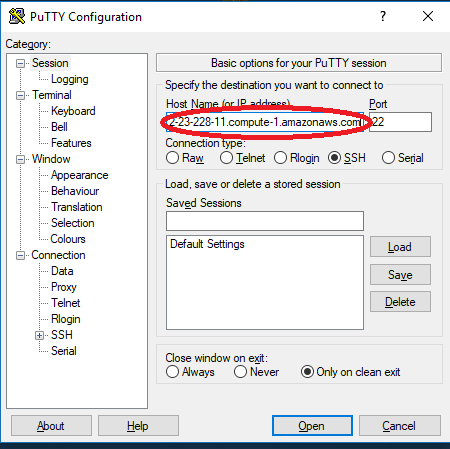 PuTTY Configuration
Category:
Session
Logging
Terminal
Keyboard
Bell
Features
Window
Appearance
Behaviour
Translation
Selection
Colours
Connection
Data
Proxy
Telnet
Rlogin
SSH
Serial
Basic options for your PuTTY session
Specify the destination you want to connect to
Host Name (or IP address) Port
2-23-228-11.compute-1.amazonaws.com 22
Connection type:
Raw Telnet Rlogin SSH Serial
Load, save or delete a stored session
Saved Sessions
Default Settings
Load
Save
Delete
Close window on exit:
Always Never Only on clean exit
About Help Open Cancel